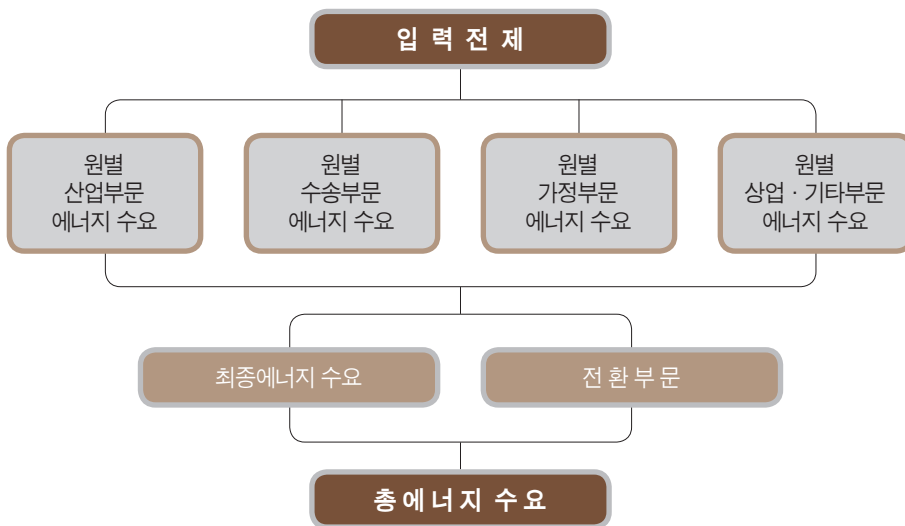 입력전제
원별
산업부문
에너지 수요
원별
수송부문
에너지 수요
원별
가정부문
에너지 수요
원별
상업·기타부문
에너지 수요
최종에너지 수요
전환부문
총에너지 수요